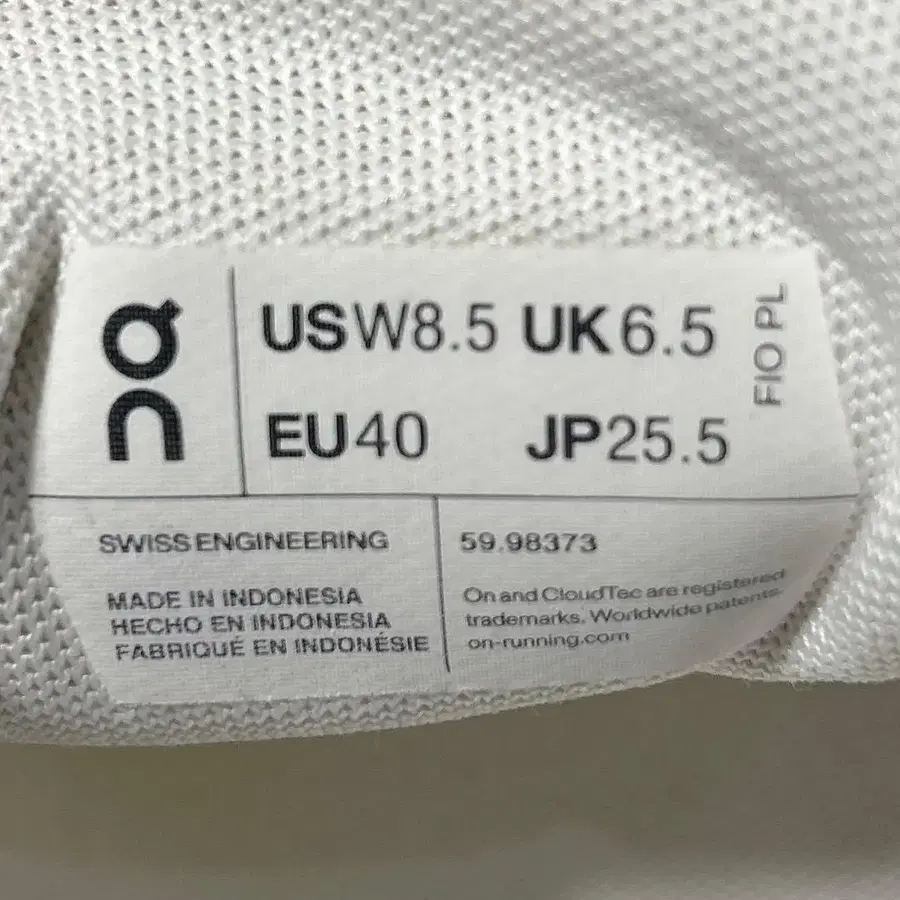 On
USW8.5 UK6.5
EU40 JP25.5
FIO PL
SWISS ENGINEERING
MADE IN INDONESIA
HECHO EN INDONESIA
FABRIQUÉ EN INDONÉSIE
59.98373
On and CloudTec are registered
trademarks. Worldwide patents.
on-running.com